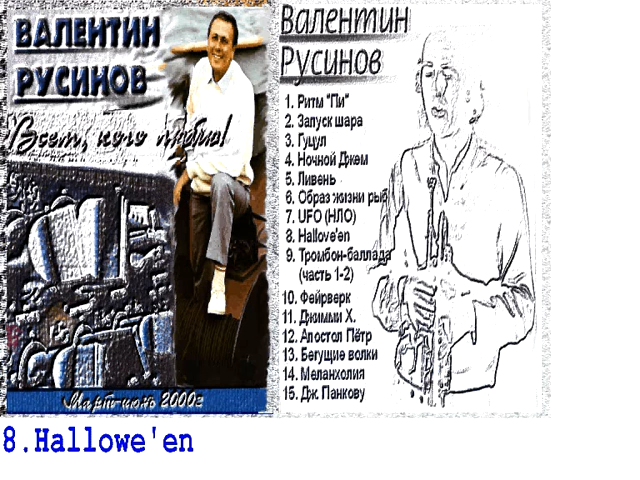 ВАЛЕНТИН
РУСИНОВ
Всем, кого люблю!
Март-июнь 2000г
Валентин
Русинов
1. Ритм "Пи"
2. Запуск шара
3. Гуцул
4. Ночной Джем
5. Ливень
6. Образ жизни рыб
7. UFO (НЛО)
8. Hallove'en
9. Тромбон-баллада
(часть 1-2)
10. Фейрверк
11. Джимми Х.
12. Апостол Пётр
13. Бегущие волки
14. Меланхолия
15. Дж. Панкову
8.Hallowe'en